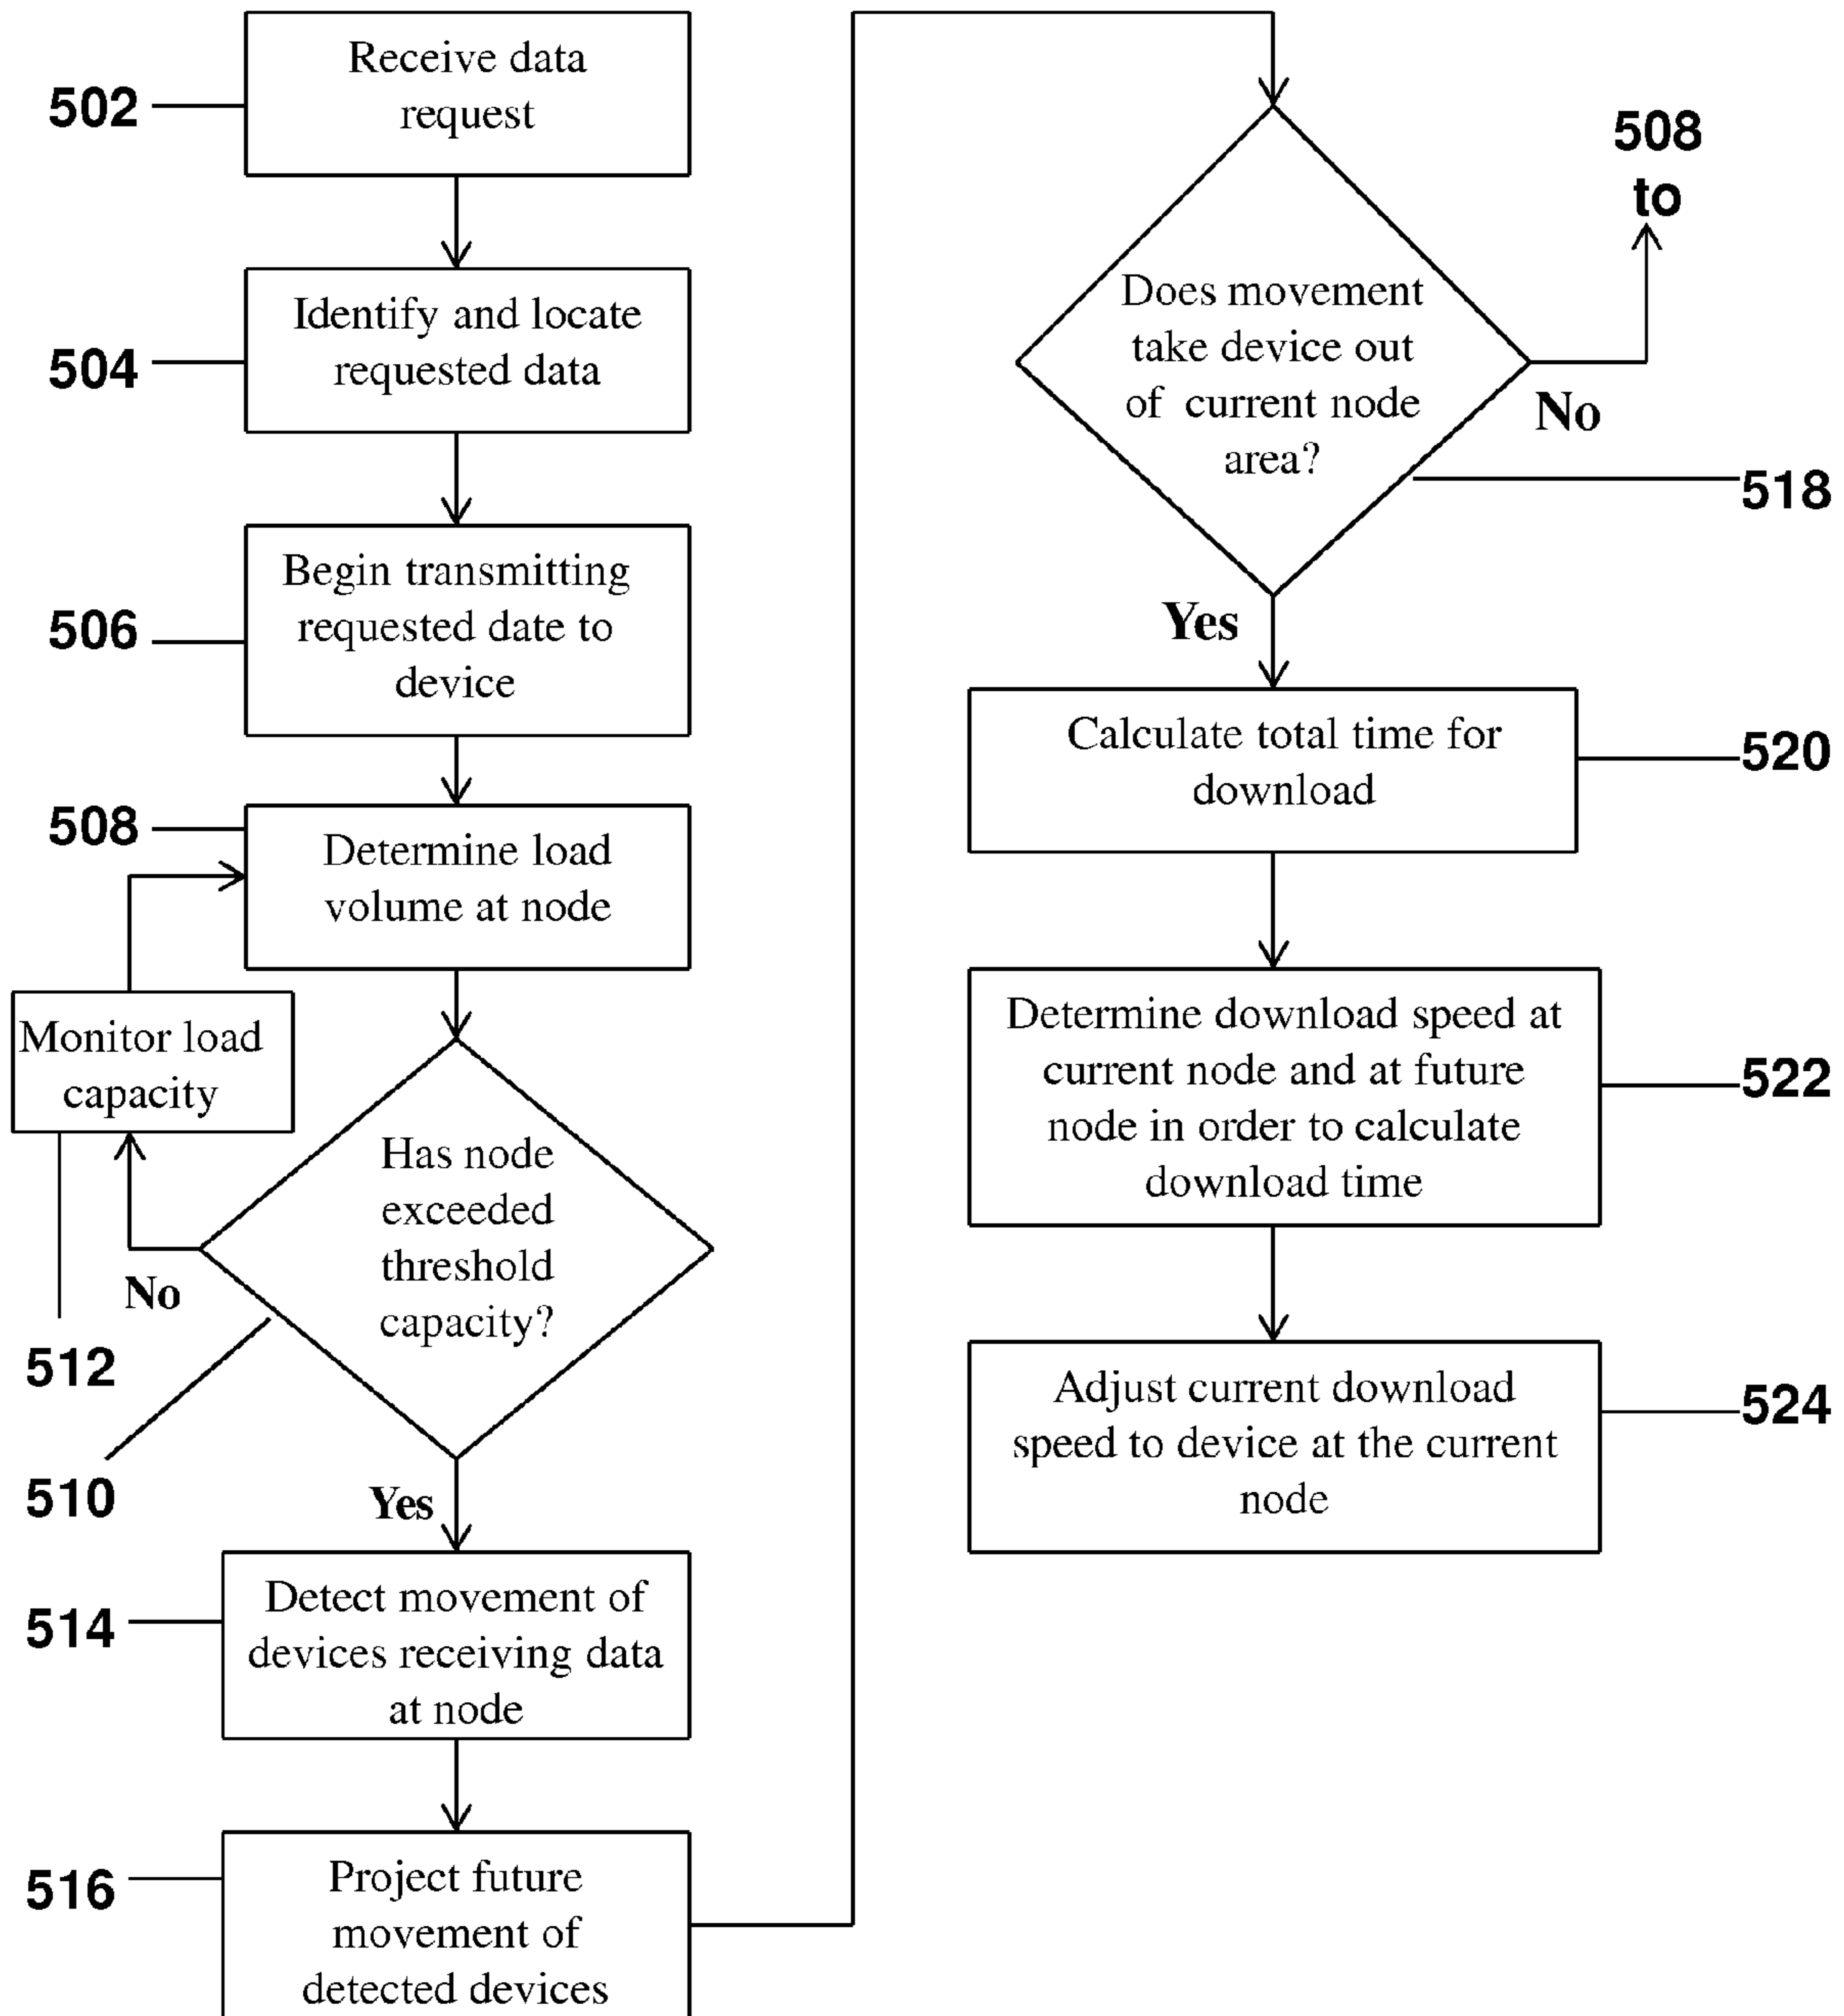 502
Receive data
request
504
Identify and locate
requested data
506
Begin transmitting
requested date to
device
508
Determine load
volume at node
Monitor load
capacity
Has node
exceeded
threshold
capacity?
No
512
510
Yes
514
Detect movement of
devices receiving data
at node
516
Project future
movement of
detected devices
508
to
Does movement
take device out
of current node
area?
No
518
Yes
Calculate total time for
download
520
Determine download speed at
current node and at future
node in order to calculate
download time
522
Adjust current download
speed to device at the current
node
524